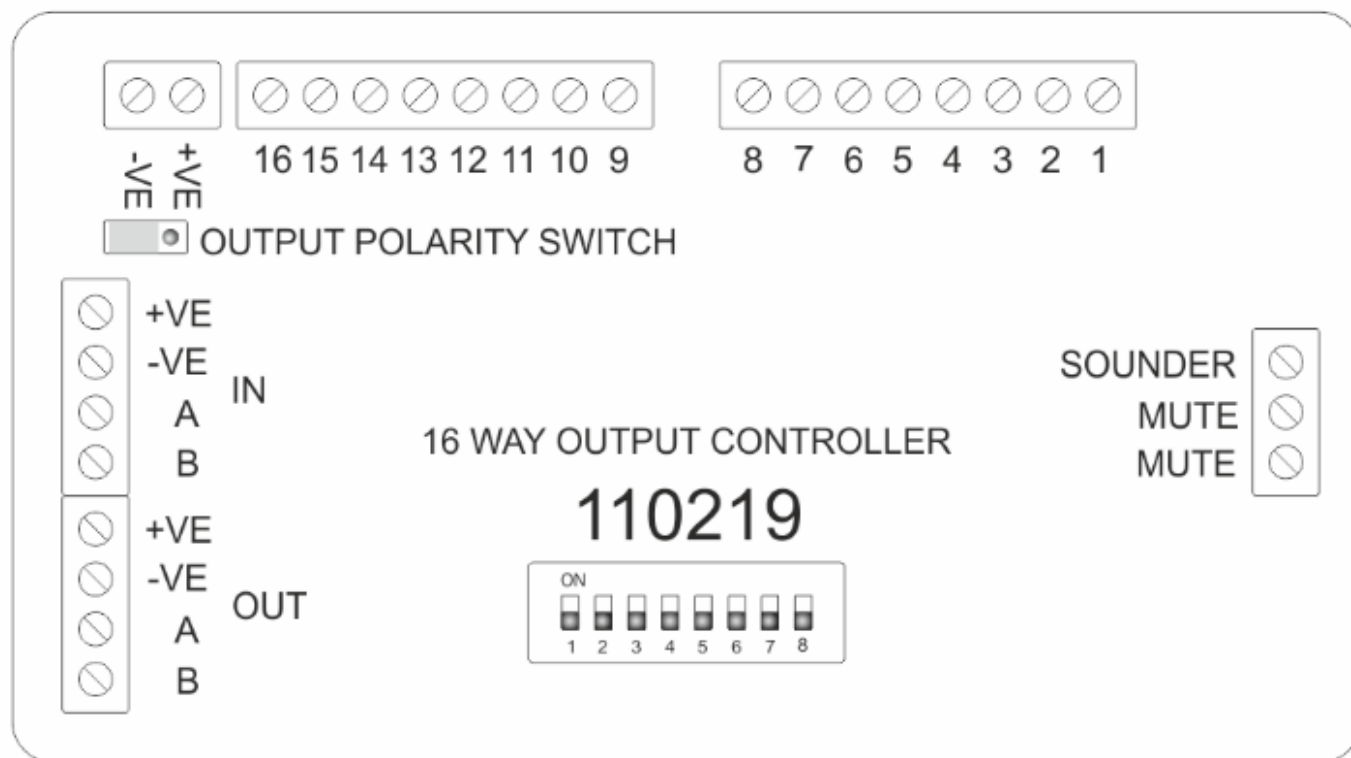 16 15 14 13 12 11 10 9 8 7 6 5 4 3 2 1
-VE +VE
OUTPUT POLARITY SWITCH
+VE
-VE
IN
A
B
SOUNDER
MUTE
MUTE
16 WAY OUTPUT CONTROLLER
110219
+VE
-VE
OUT
A
B
ON
1 2 3 4 5 6 7 8